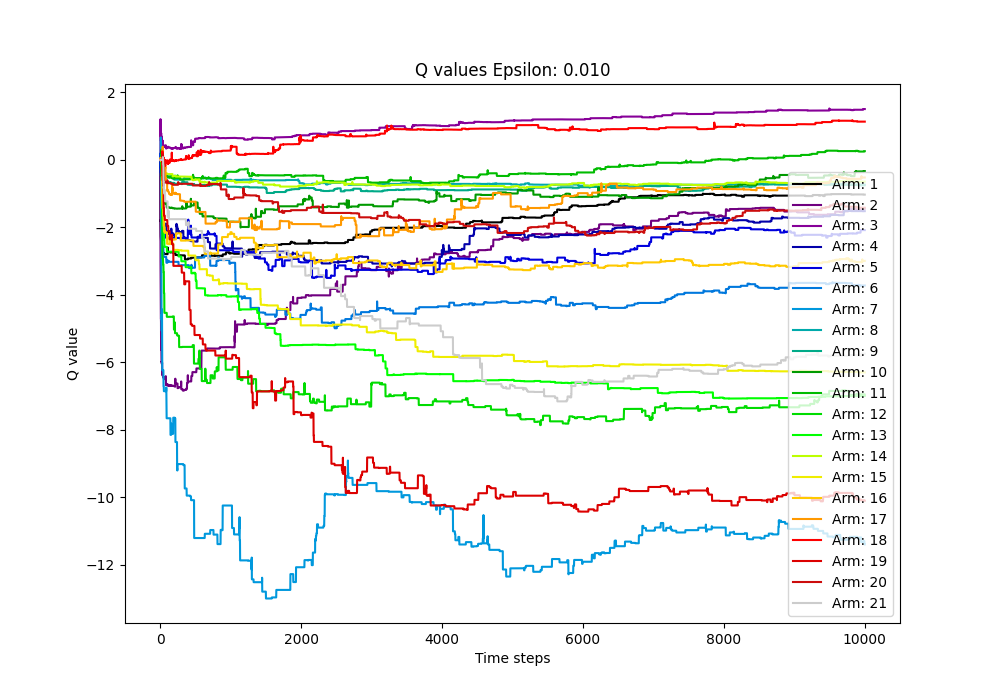 Q values Epsilon: 0.010
Q value
2
0
−2
−4
−6
−8
−10
−12
0
2000
4000
6000
8000
10000
Time steps
Arm: 1
Arm: 2
Arm: 3
Arm: 4
Arm: 5
Arm: 6
Arm: 7
Arm: 8
Arm: 9
Arm: 10
Arm: 11
Arm: 12
Arm: 13
Arm: 14
Arm: 15
Arm: 16
Arm: 17
Arm: 18
Arm: 19
Arm: 20
Arm: 21